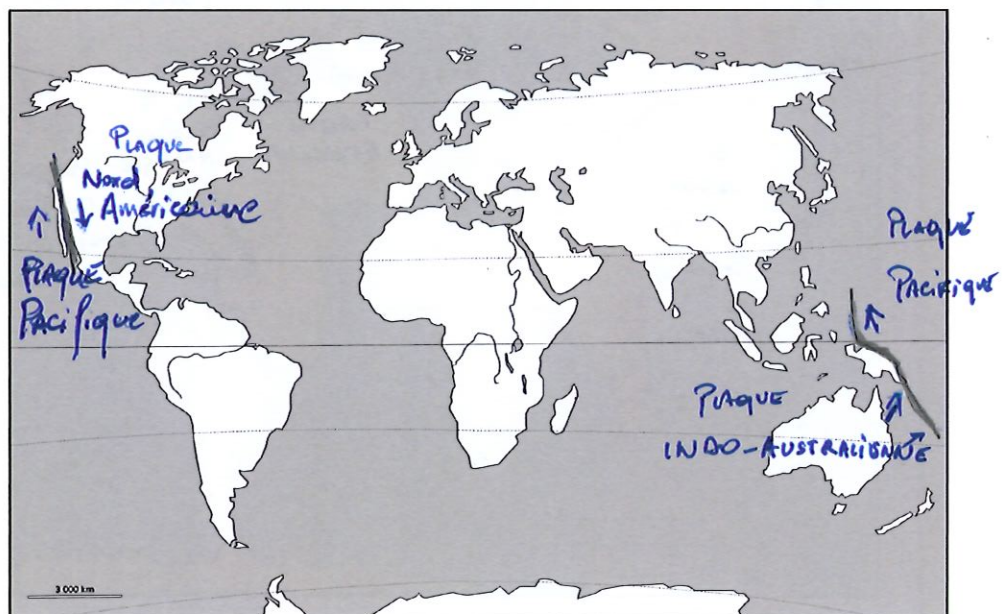 PLAQUE
Nord
Américaine
PLAQUE
PACifique
PLAQUE
PACIFIQUE
PLAQUE
INDO-AUSTRALIENNE
3 000 km